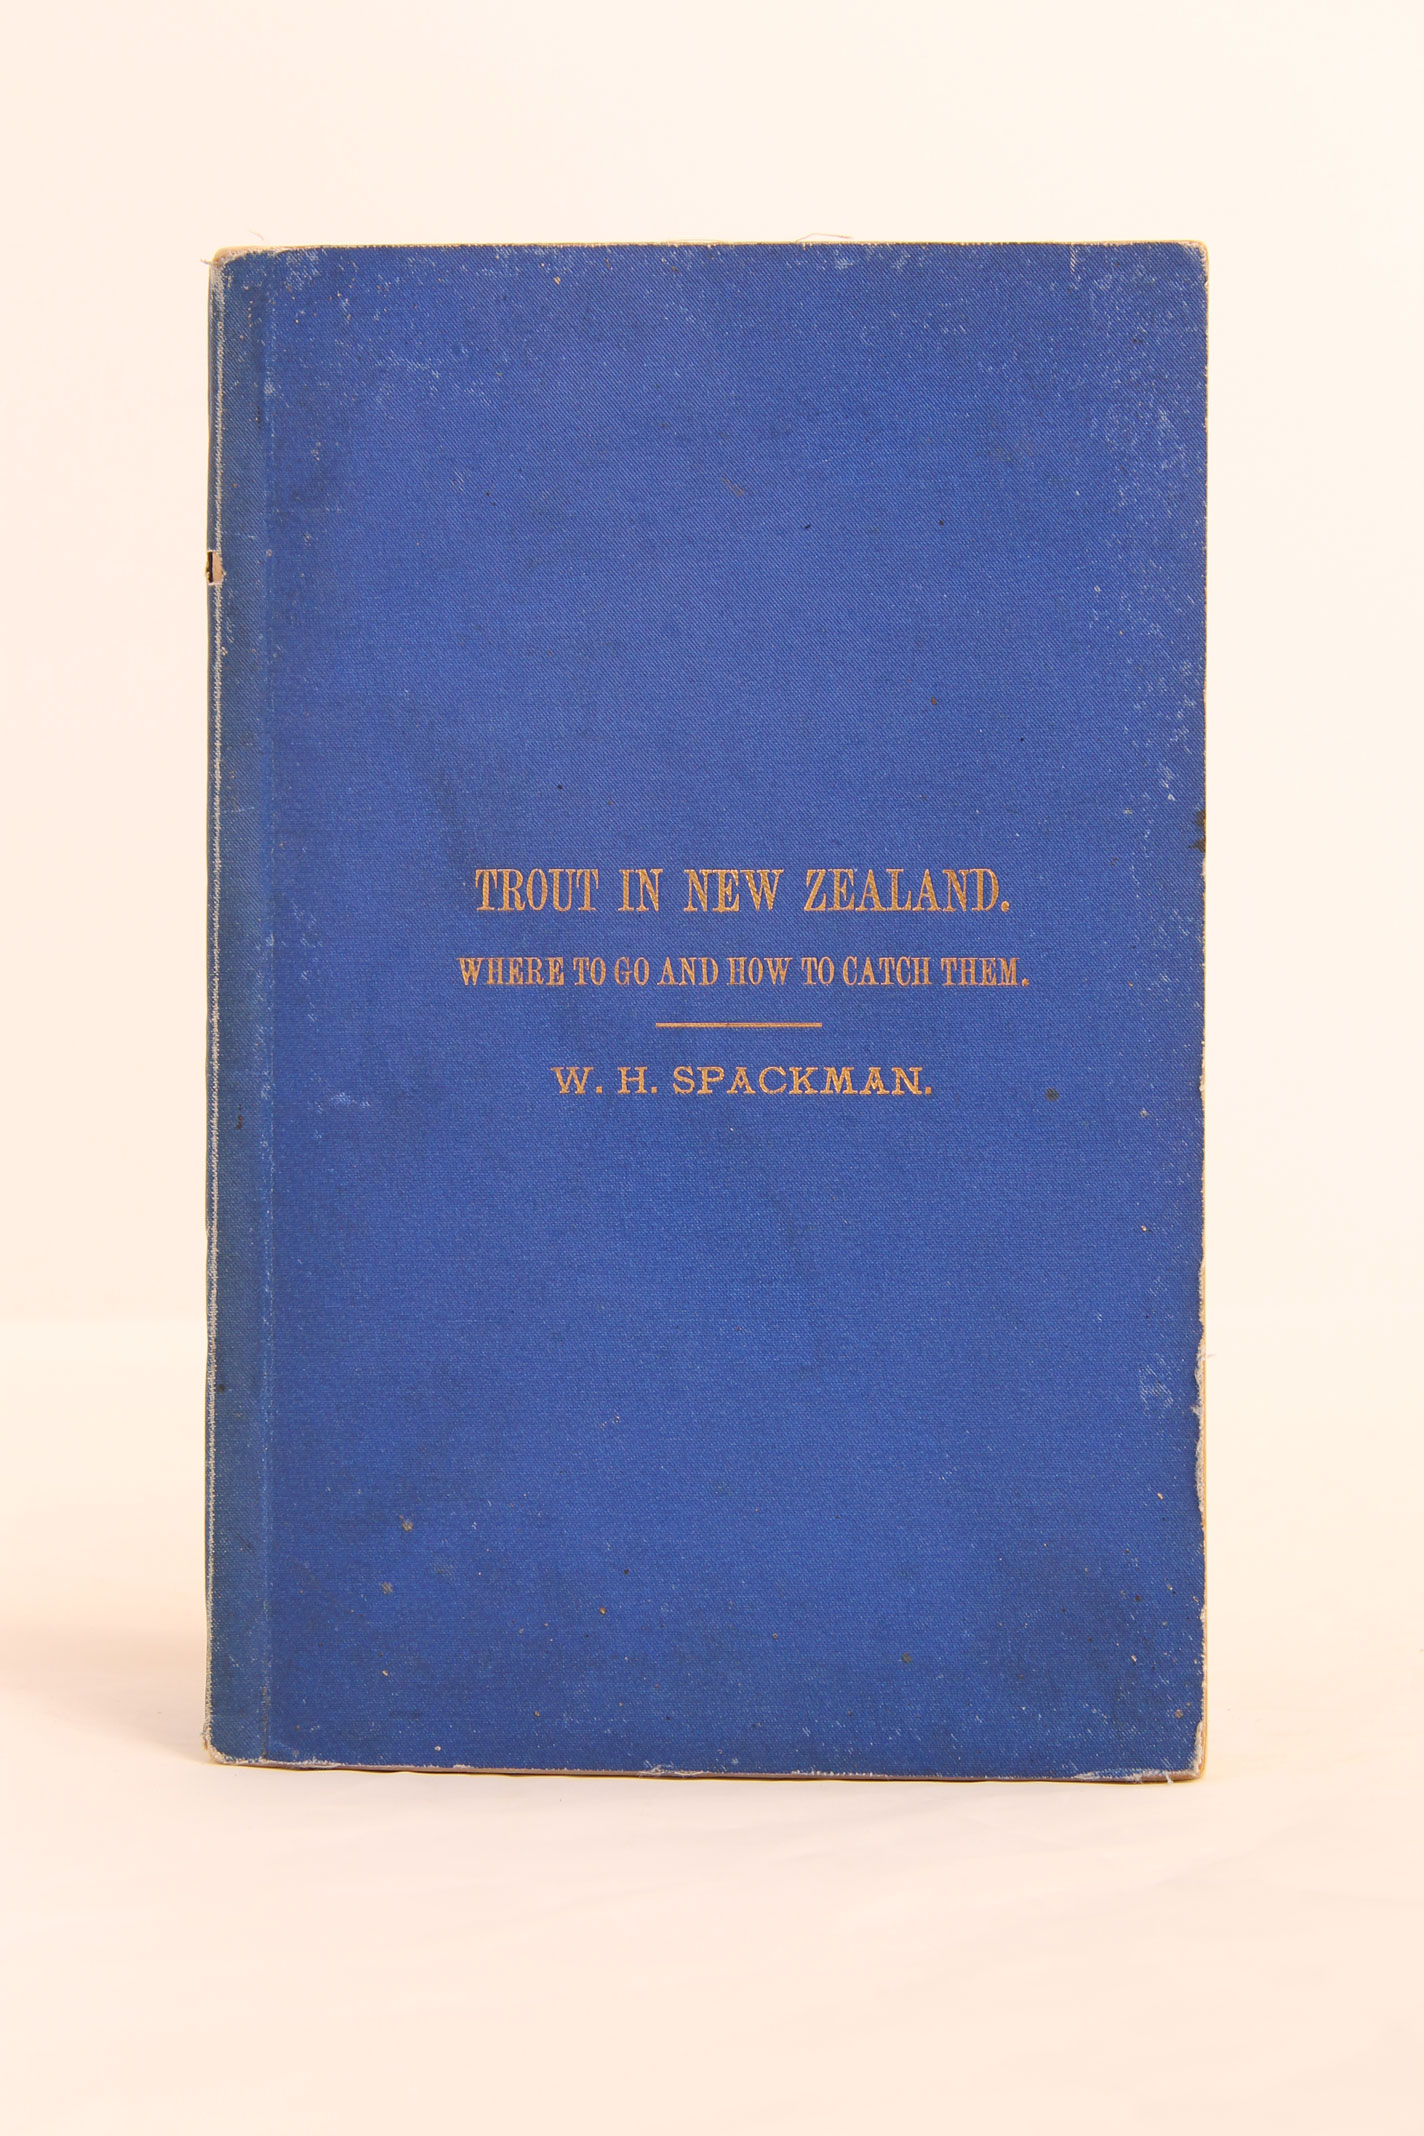 TROUT IN NEW ZEALAND.
WHERE TO GO AND HOW TO CATCH THEM.
W. H. SPACKMAN.